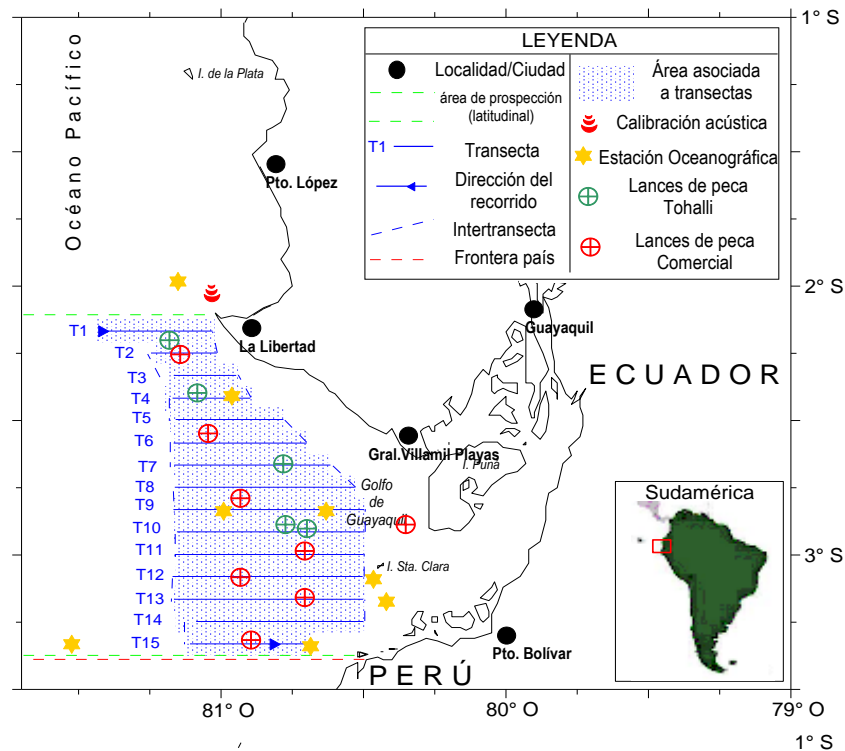 1° S
LEYENDA
Localidad/Ciudad
área de prospección
(latitudinal)
T1
Transecta
Dirección del
recorrido
Intertransecta
Frontera país
Área asociada
a transectas
Calibración acústica
Estación Oceanográfica
Lances de peca
Tohalli
Lances de peca
Comercial
Océano Pacífico
I. de la Plata
Pto. López
2° S
T1
La Libertad
Guayaquil
T2
T3
ECUADOR
T4
T5
T6
Gral.Villamil Playas
T7
I. Puná
T8
Golfo
de
Guayaquil
T9
T10
Sudamérica
T11
3° S
I. Sta. Clara
T12
T13
T14
T15
Pto. Bolívar
PERÚ
81° O
80° O
79° O
1° S